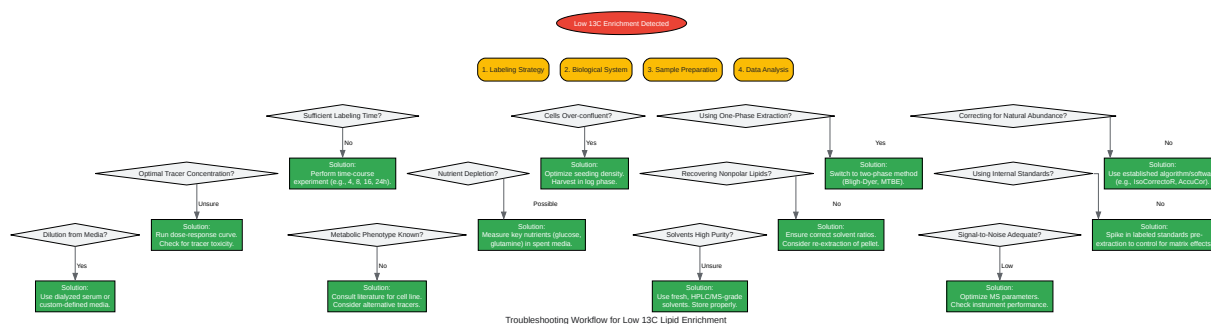 Low 13C Enrichment Detected
1. Labeling Strategy
2. Biological System
3. Sample Preparation
4. Data Analysis
Sufficient Labeling Time?
Cells Over-confluent?
Using One-Phase Extraction?
Correcting for Natural Abundance?
No
Yes
Yes
No
Optimal Tracer Concentration?
Solution:
Perform time-course
experiment (e.g., 4, 8, 16, 24h).
Nutrient Depletion?
Solution:
Optimize seeding density.
Harvest in log phase.
Recovering Nonpolar Lipids?
Solution:
Switch to two-phase method
(Bligh-Dyer, MTBE).
Using Internal Standards?
Solution:
Use established algorithm/softwa
(e.g., IsoCorrectoR, AccuCor).
Unsure
Possible
No
No
Dilution from Media?
Solution:
Run dose-response curve.
Check for tracer toxicity.
Metabolic Phenotype Known?
Solution:
Measure key nutrients (glucose,
glutamine) in spent media.
Solvents High Purity?
Solution:
Ensure correct solvent ratios.
Consider re-extraction of pellet.
Signal-to-Noise Adequate?
Solution:
Spike in labeled standards pre-
extraction to control for matrix effects
Yes
No
Unsure
Low
Solution:
Use dialyzed serum or
custom-defined media.
Solution:
Consult literature for cell line.
Consider alternative tracers.
Solution:
Use fresh, HPLC/MS-grade
solvents. Store properly.
Solution:
Optimize MS parameters.
Check instrument performance.
Troubleshooting Workflow for Low 13C Lipid Enrichment